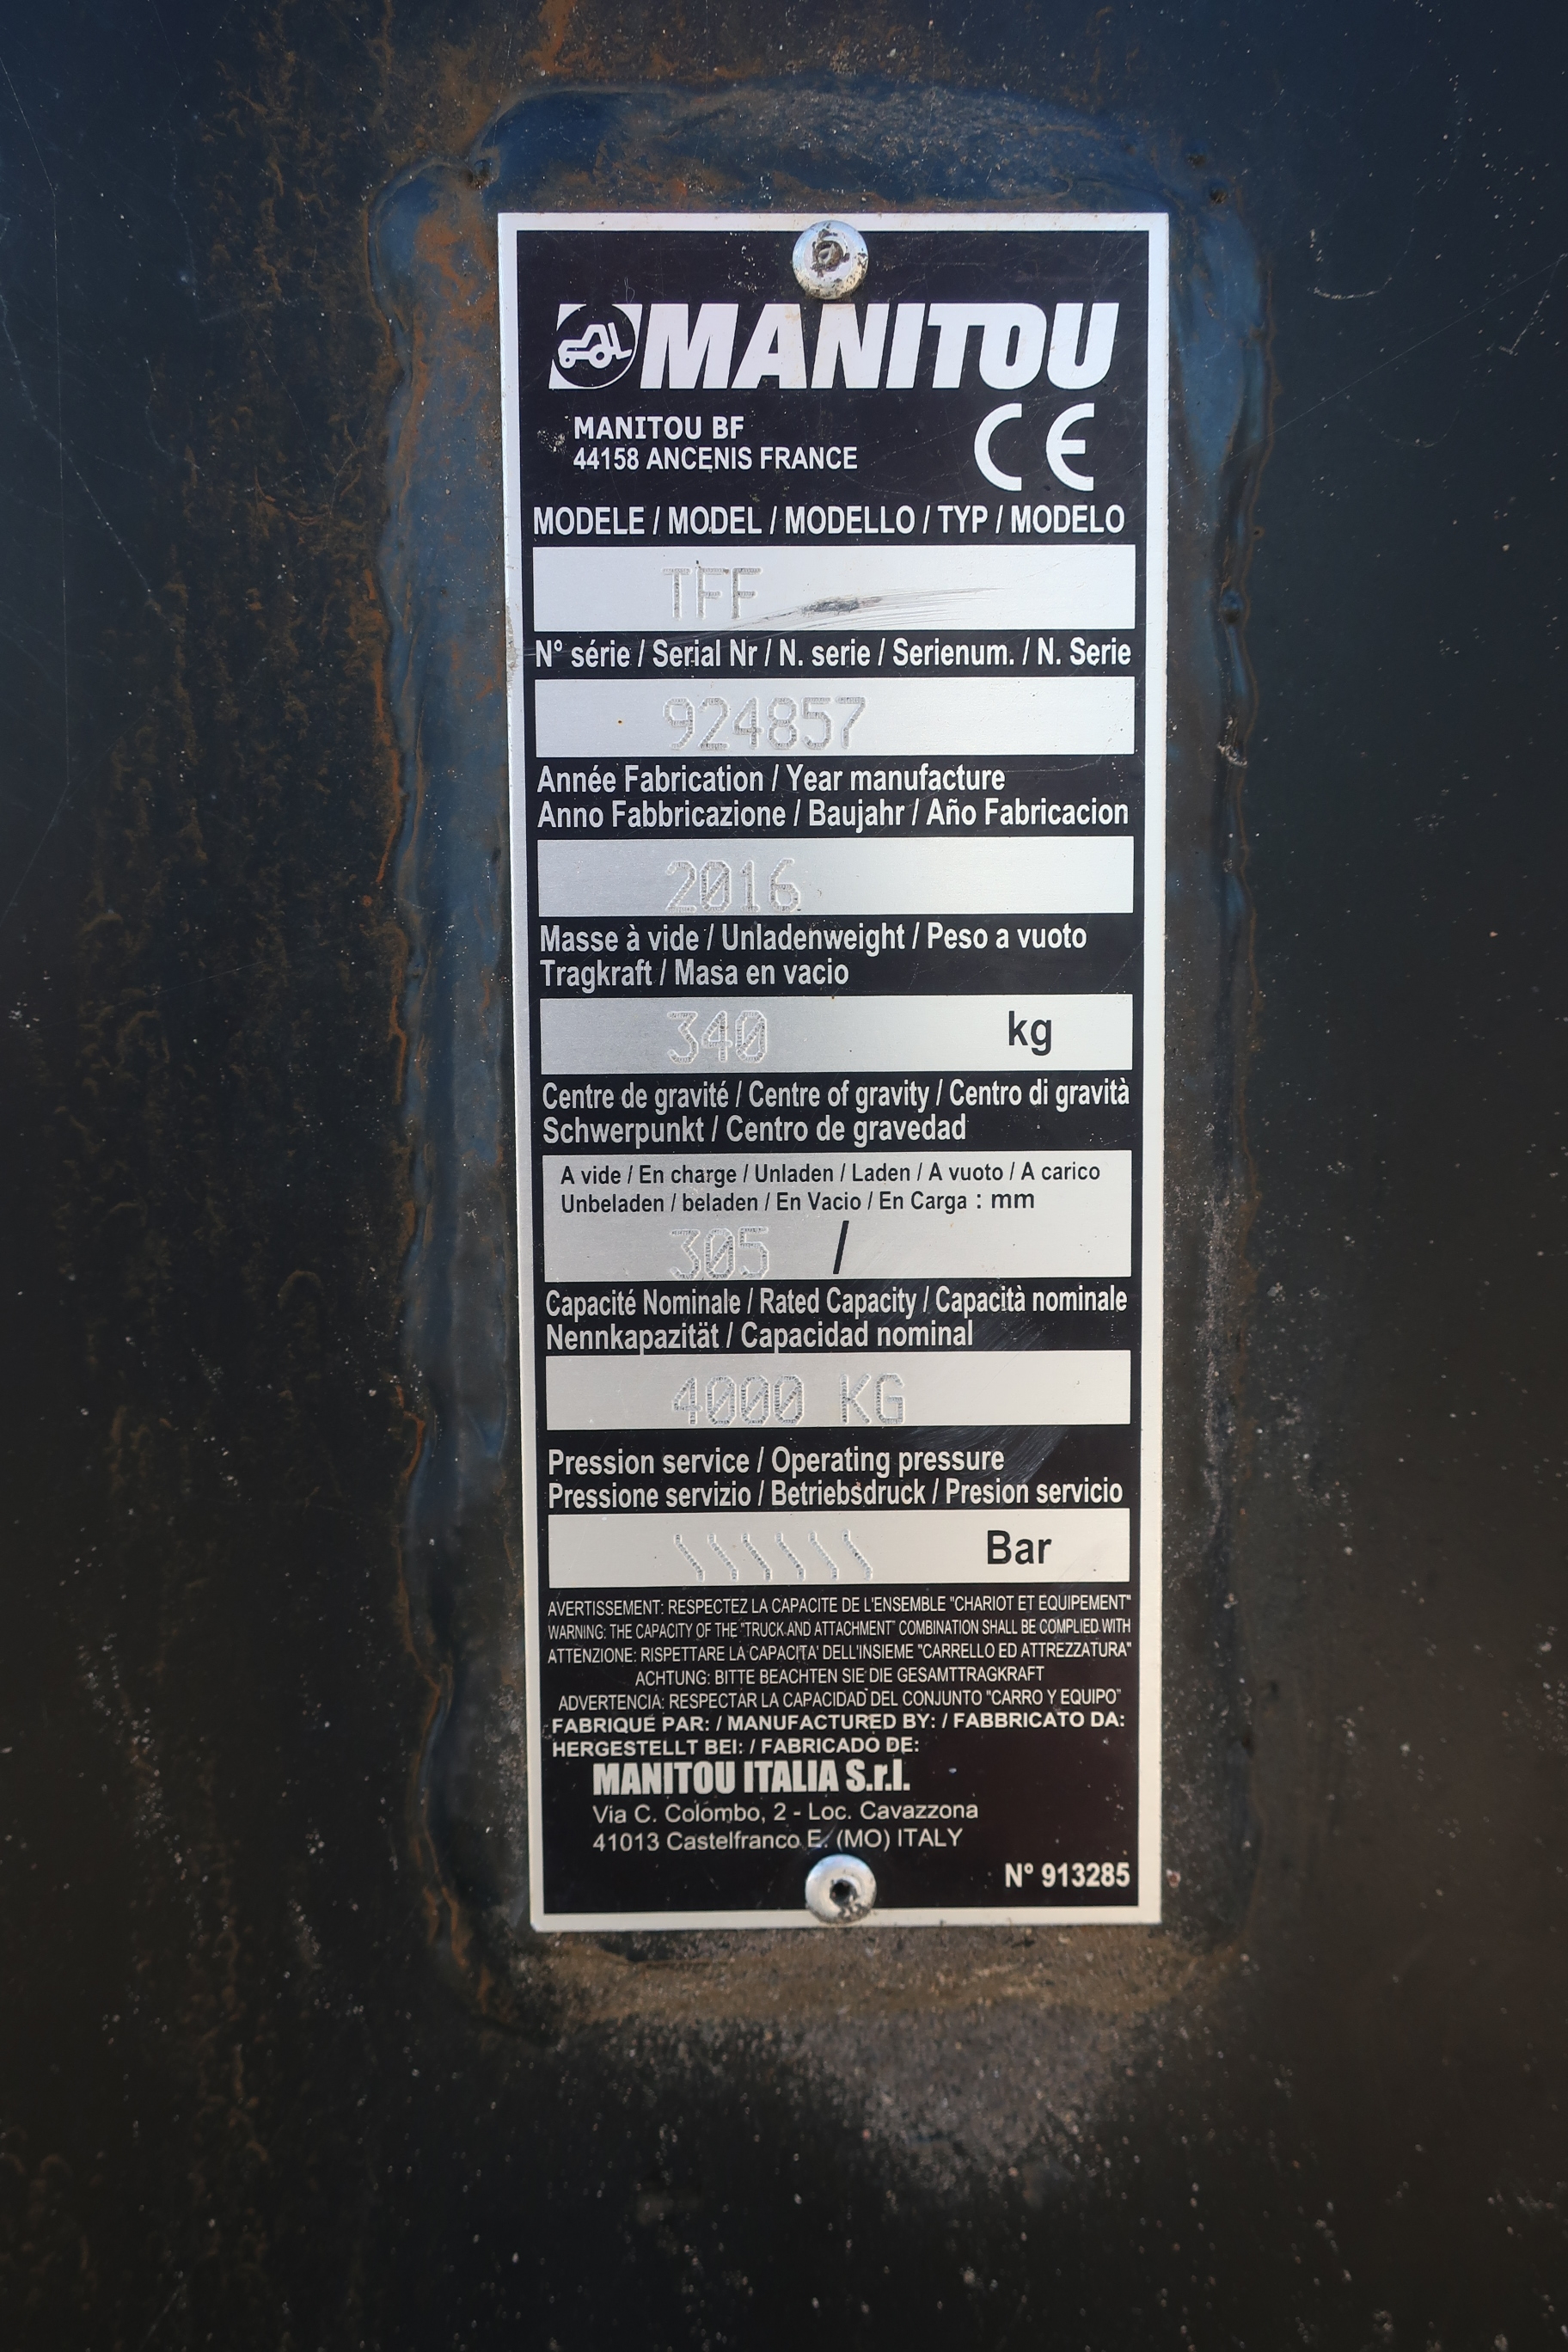 MANITOU
MANITOU BF
44158 ANCENIS FRANCE
CE
MODELE / MODEL / MODELLO / TYP / MODELO
TFF
N° série / Serial Nr / N. serie / Serienum. / N. Serie
924857
Année Fabrication / Year manufacture
Anno Fabbricazione / Baujahr / Año Fabricacion
2016
Masse à vide / Unladenweight / Peso a vuoto
Tragkraft / Masa en vacio
340 kg
Centre de gravité / Centre of gravity / Centro di gravità
Schwerpunkt / Centro de gravedad
A vide / En charge / Unladen / Laden / A vuoto / A carico
Unbeladen / beladen / En Vacio / En Carga : mm
305 /
Capacité Nominale / Rated Capacity / Capacità nominale
Nennkapazität / Capacidad nominal
4000 KG
Pression service / Operating pressure
Pressione servizio / Betriebsdruck / Presion servicio
\\\\\\ Bar
AVERTISSEMENT: RESPECTEZ LA CAPACITE DE L'ENSEMBLE "CHARIOT ET EQUIPEMENT"
WARNING: THE CAPACITY OF THE "TRUCK AND ATTACHMENT" COMBINATION SHALL BE COMPLIED WITH
ATTENZIONE: RISPETTARE LA CAPACITA' DELL'INSIEME "CARRELLO ED ATTREZZATURA"
ACHTUNG: BITTE BEACHTEN SIE DIE GESAMTTRAGKRAFT
ADVERTENCIA: RESPECTAR LA CAPACIDAD DEL CONJUNTO "CARRO Y EQUIPO"
FABRIQUE PAR: / MANUFACTURED BY: / FABBRICATO DA:
HERGESTELLT BEI: / FABRICADO DE:
MANITOU ITALIA S.r.l.
Via C. Colombo, 2 - Loc. Cavazzona
41013 Castelfranco E. (MO) ITALY
N° 913285